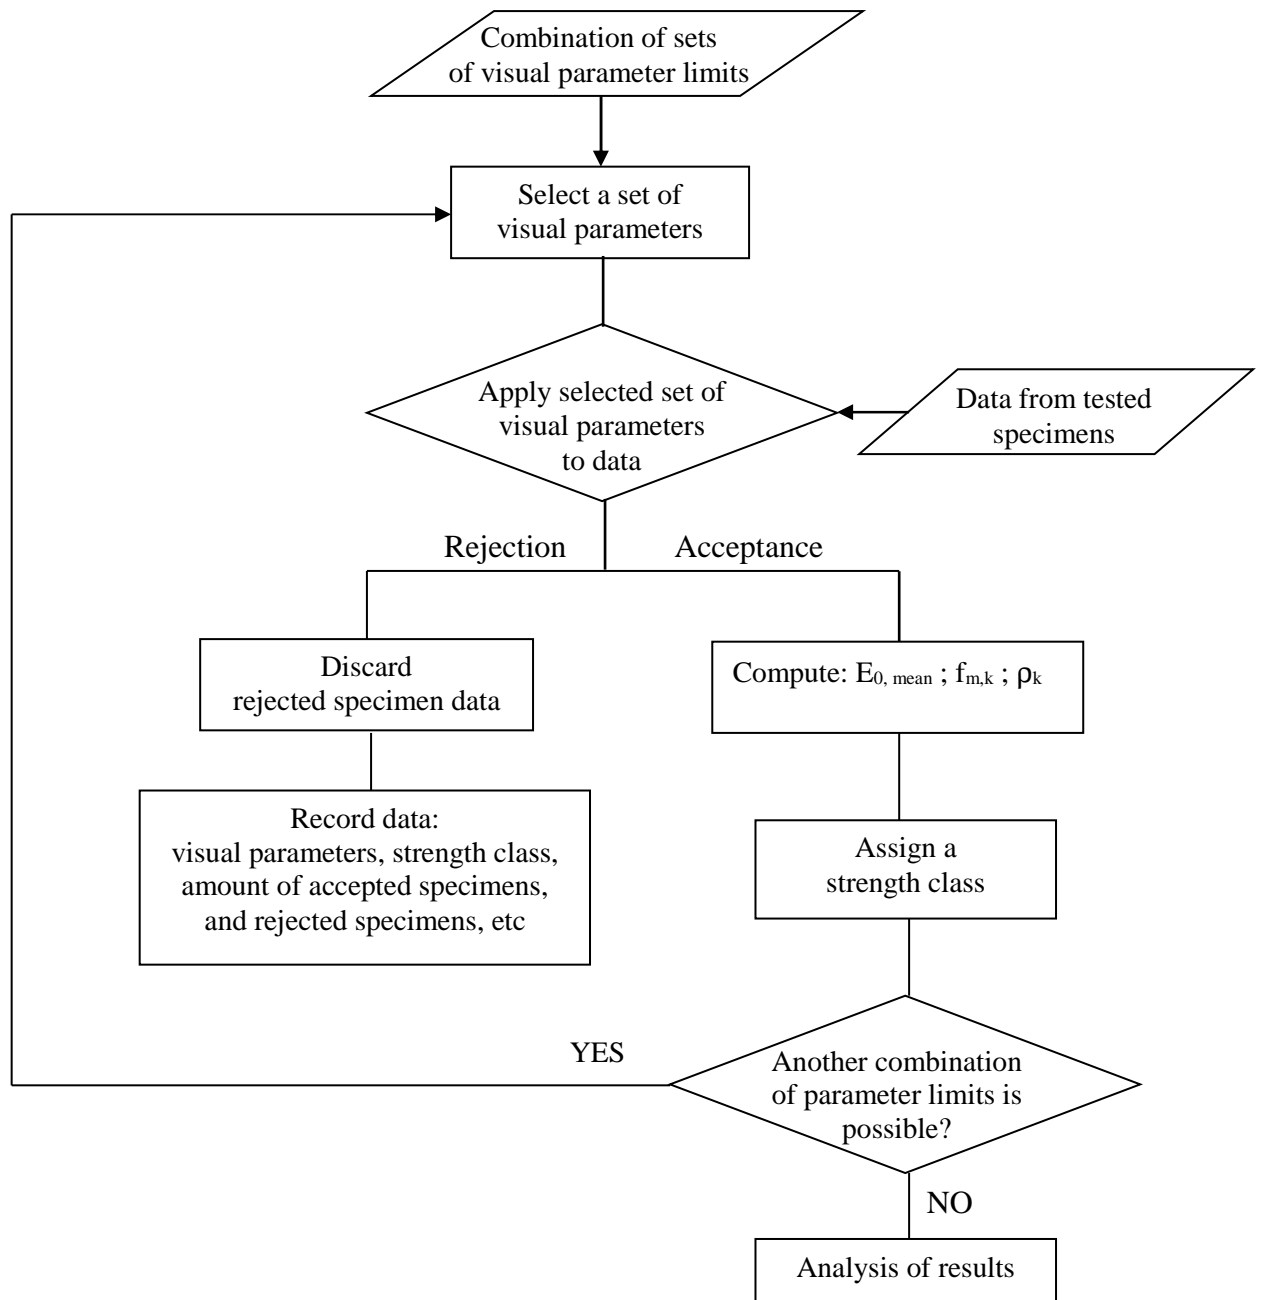 Combination of sets
of visual parameter limits
Select a set of
visual parameters
Apply selected set of
visual parameters
to data
Data from tested
specimens
Rejection
Acceptance
Discard
rejected specimen data
Compute: E0, mean ; fm,k ; ρk
Record data:
visual parameters, strength class,
amount of accepted specimens,
and rejected specimens, etc
Assign a
strength class
YES
Another combination
of parameter limits is
possible?
NO
Analysis of results